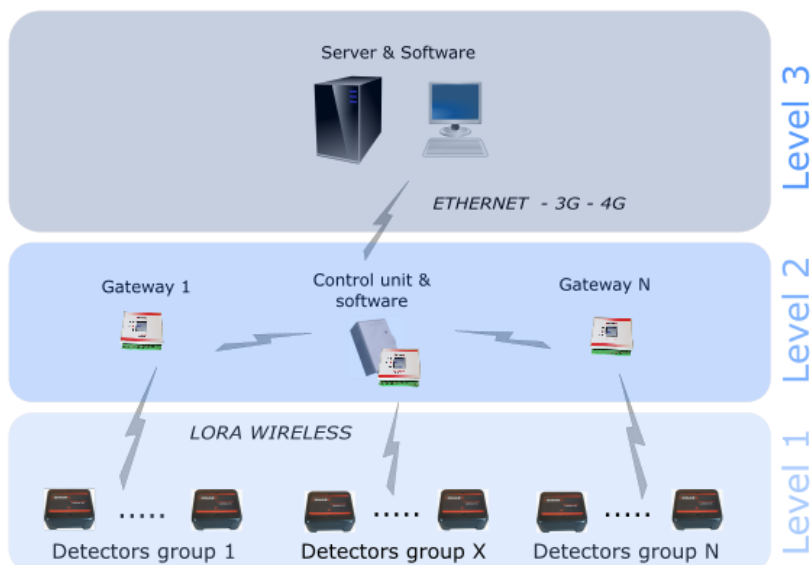 Server & Software
Level 3
ETHERNET - 3G - 4G
Gateway 1
Control unit &
software
Gateway N
Level 2
LORA WIRELESS
Level 1
Detectors group 1
Detectors group X
Detectors group N